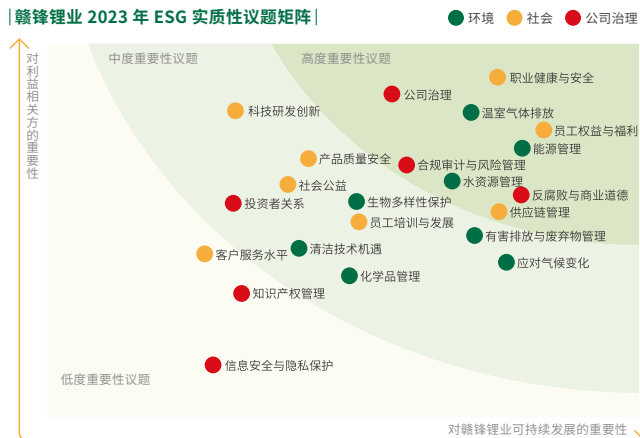 赣锋锂业 2023 年 ESG 实质性议题矩阵
环境
社会
公司治理
对利益相关方的重要性
中度重要性议题
高度重要性议题
职业健康与安全
公司治理
科技研发创新
温室气体排放
员工权益与福利
能源管理
产品质量安全
合规审计与风险管理
水资源管理
社会公益
反腐败与商业道德
投资者关系
生物多样性保护
供应链管理
员工培训与发展
有害排放与废弃物管理
客户服务水平
清洁技术机遇
应对气候变化
化学品管理
知识产权管理
信息安全与隐私保护
低度重要性议题
对赣锋锂业可持续发展的重要性